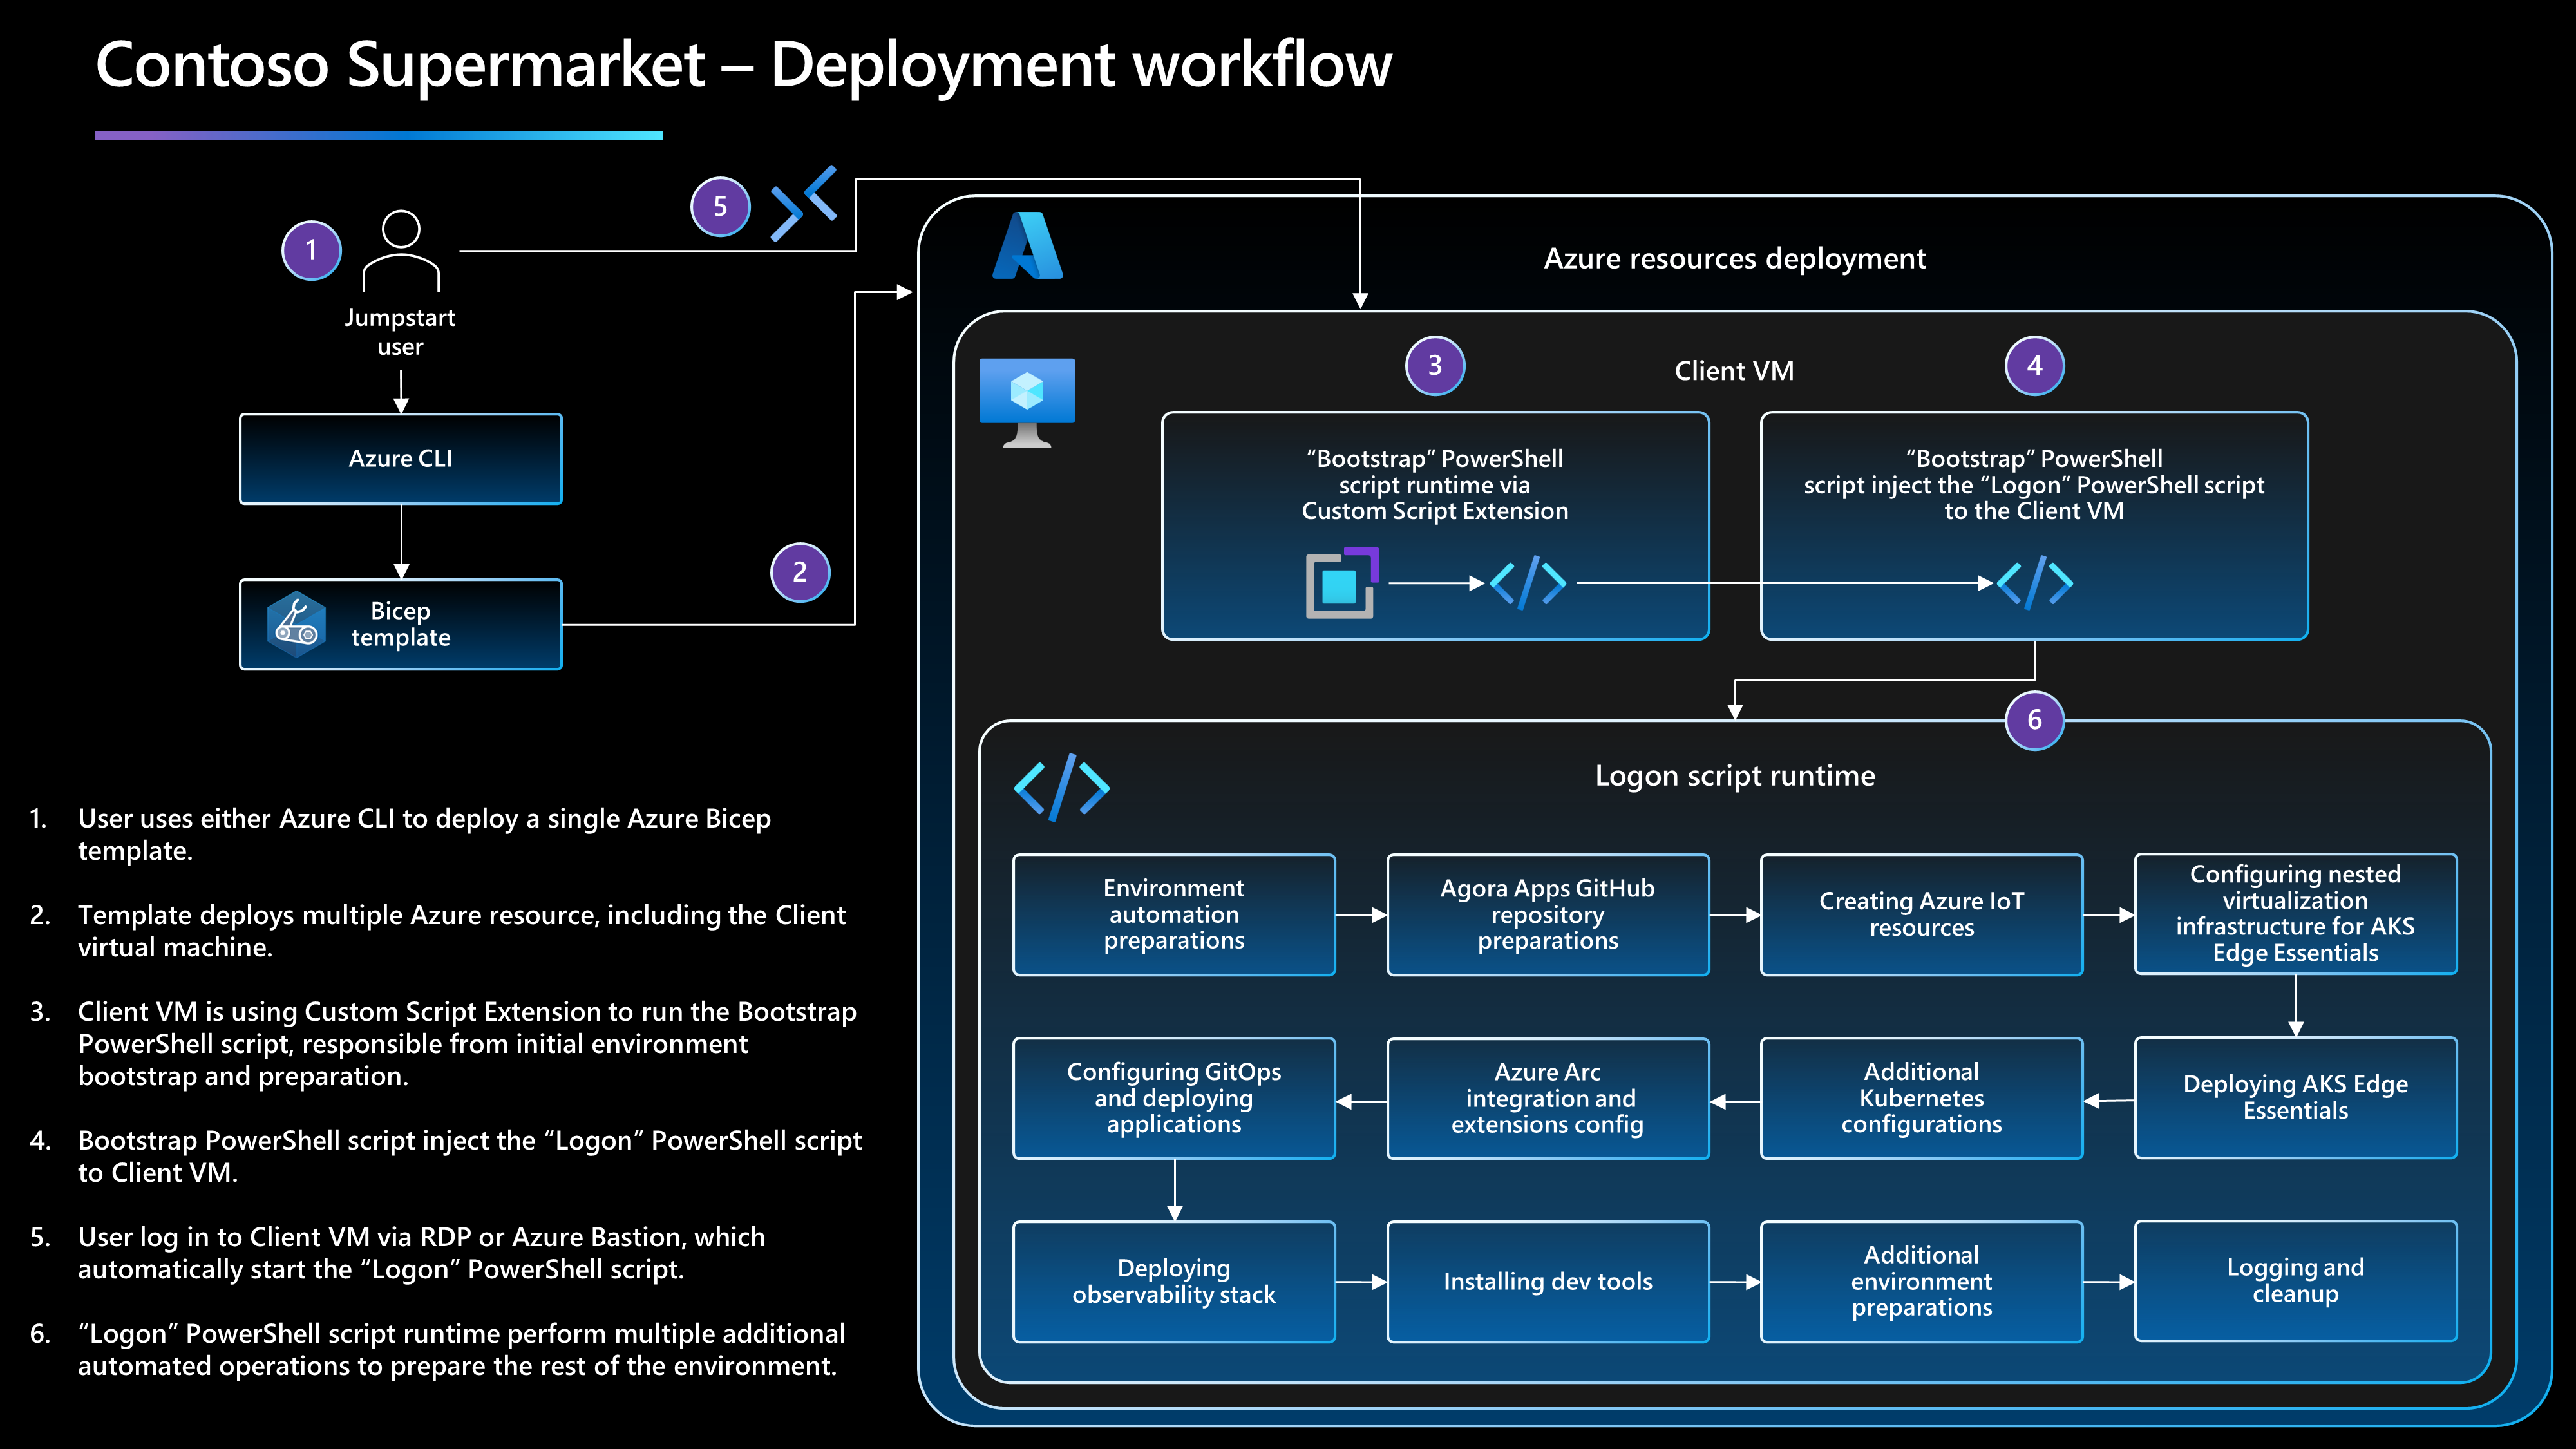 Contoso Supermarket – Deployment workflow
5
1
Jumpstart
user
Azure CLI
Bicep
template
2
Azure resources deployment
Client VM
3
4
“Bootstrap” PowerShell
script runtime via
Custom Script Extension
“Bootstrap” PowerShell
script inject the “Logon” PowerShell script
to the Client VM
6
Logon script runtime
Environment
automation
preparations
Agora Apps GitHub
repository
preparations
Creating Azure IoT
resources
Configuring nested
virtualization
infrastructure for AKS
Edge Essentials
Configuring GitOps
and deploying
applications
Azure Arc
integration and
extensions config
Additional
Kubernetes
configurations
Deploying AKS Edge
Essentials
Deploying
observability stack
Installing dev tools
Additional
environment
preparations
Logging and
cleanup
1. User uses either Azure CLI to deploy a single Azure Bicep
template.
2. Template deploys multiple Azure resource, including the Client
virtual machine.
3. Client VM is using Custom Script Extension to run the Bootstrap
PowerShell script, responsible from initial environment
bootstrap and preparation.
4. Bootstrap PowerShell script inject the “Logon” PowerShell script
to Client VM.
5. User log in to Client VM via RDP or Azure Bastion, which
automatically start the “Logon” PowerShell script.
6. “Logon” PowerShell script runtime perform multiple additional
automated operations to prepare the rest of the environment.